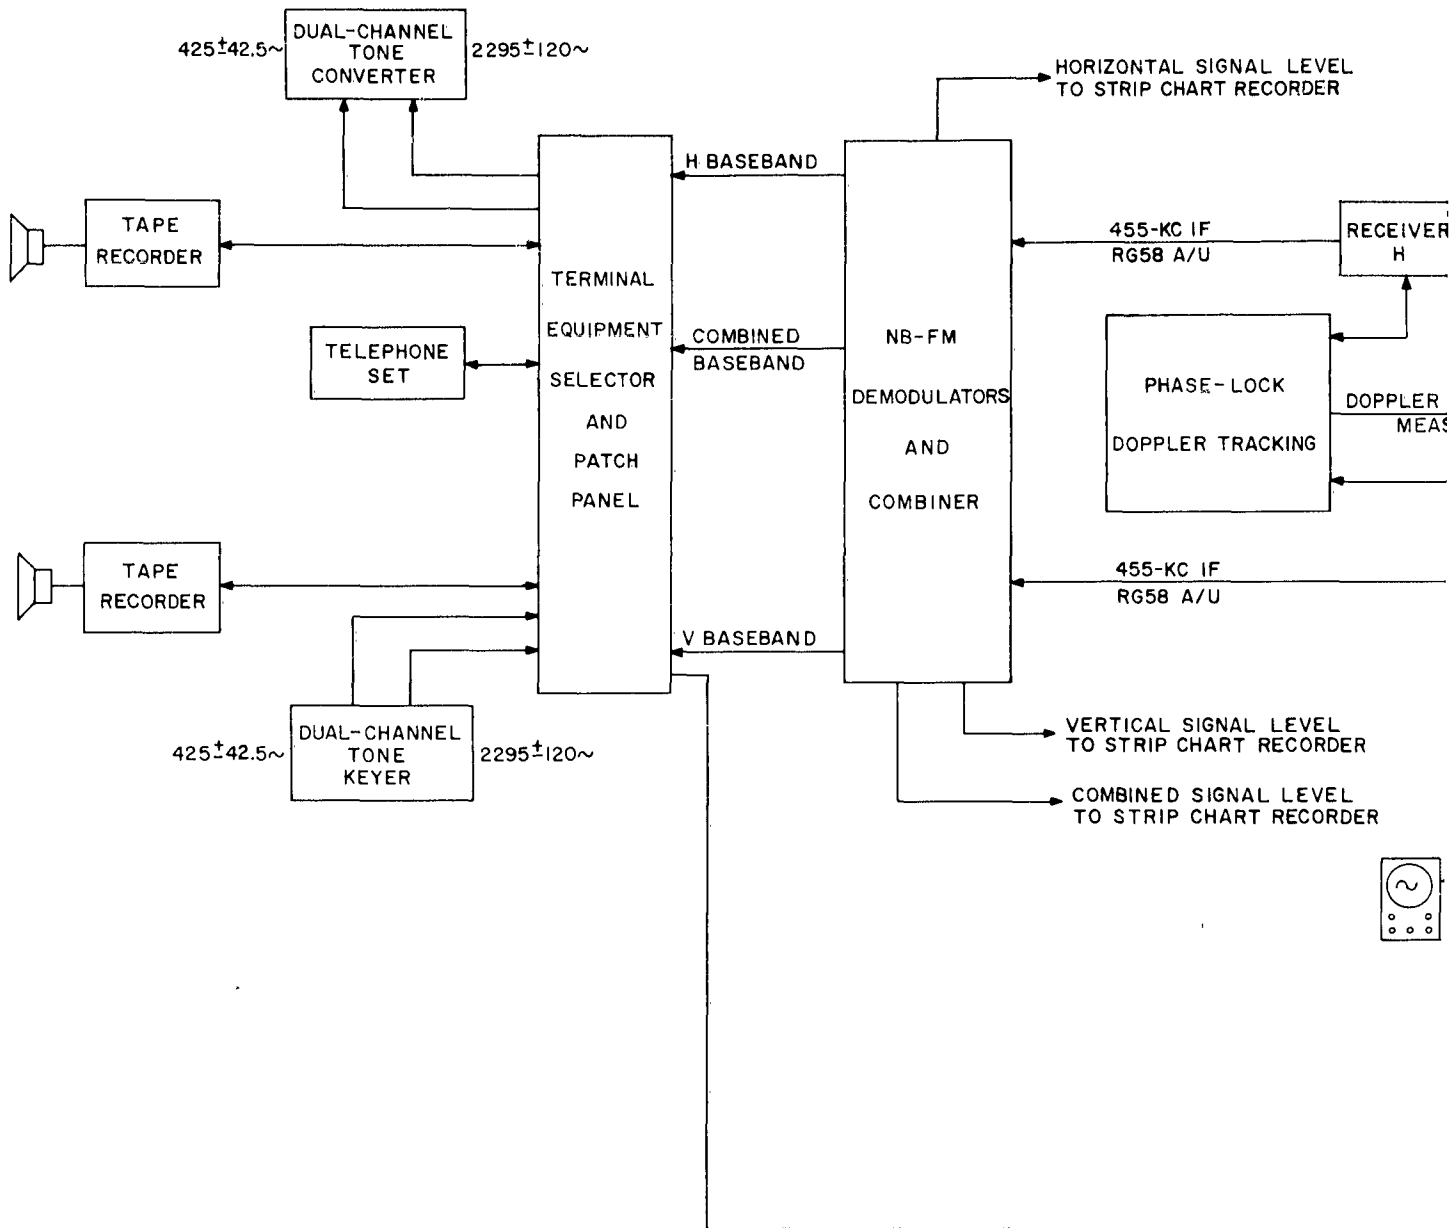 425±42.5~
DUAL-CHANNEL
TONE
CONVERTER
2295±120~
HORIZONTAL SIGNAL LEVEL
TO STRIP CHART RECORDER
TAPE
RECORDER
H BASEBAND
455-KC IF
RG58 A/U
RECEIVER
H
TERMINAL
EQUIPMENT
SELECTOR
AND
PATCH
PANEL
TELEPHONE
SET
COMBINED
BASEBAND
NB-FM
DEMODULATORS
AND
COMBINER
PHASE-LOCK
DOPPLER TRACKING
DOPPLER
MEAS
TAPE
RECORDER
455-KC IF
RG58 A/U
V BASEBAND
425±42.5~
DUAL-CHANNEL
TONE
KEYER
2295±120~
VERTICAL SIGNAL LEVEL
TO STRIP CHART RECORDER
COMBINED SIGNAL LEVEL
TO STRIP CHART RECORDER